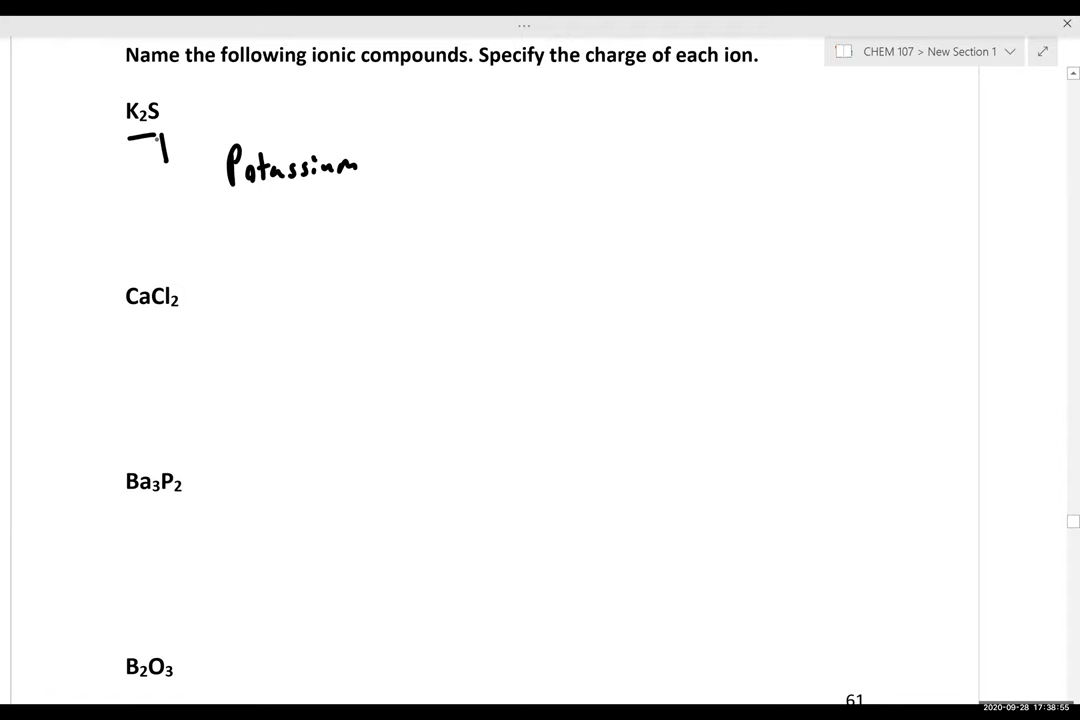 Name the following ionic compounds. Specify the charge of each ion.
CHEM 107 > New Section 1
K₂S
Potassium
CaCl₂
Ba₃P₂
B₂O₃
61
2020-09-28 17:38:55